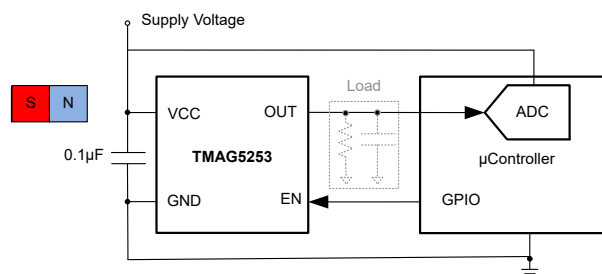 Supply Voltage
S N
VCC
OUT
Load
ADC
0.1µF
TMAG5253
µController
GND
EN
GPIO